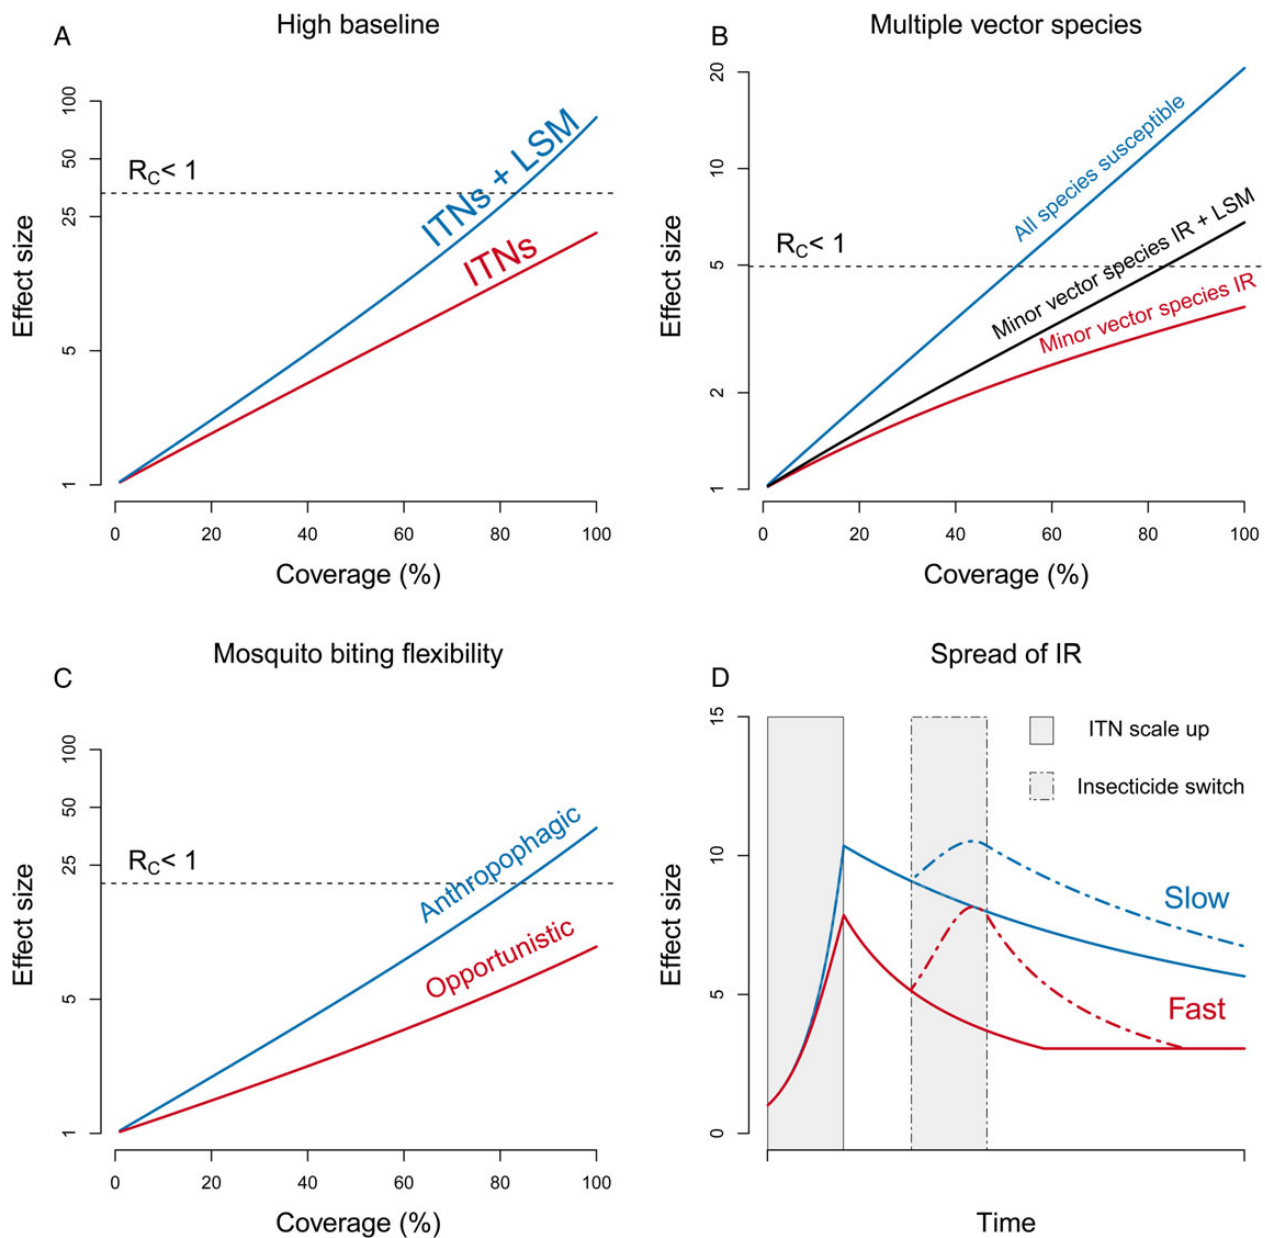 A
High baseline
100
50
25
5
1
Effect size
R_C< 1
ITNs + LSM
ITNs
0 20 40 60 80 100
Coverage (%)
B
Multiple vector species
20
10
5
2
1
Effect size
R_C< 1
All species susceptible
Minor vector species IR + LSM
Minor vector species IR
0 20 40 60 80 100
Coverage (%)
C
Mosquito biting flexibility
100
50
25
5
1
Effect size
R_C< 1
Anthropophagic
Opportunistic
0 20 40 60 80 100
Coverage (%)
D
Spread of IR
15
10
5
0
Effect size
ITN scale up
Insecticide switch
Slow
Fast
Time